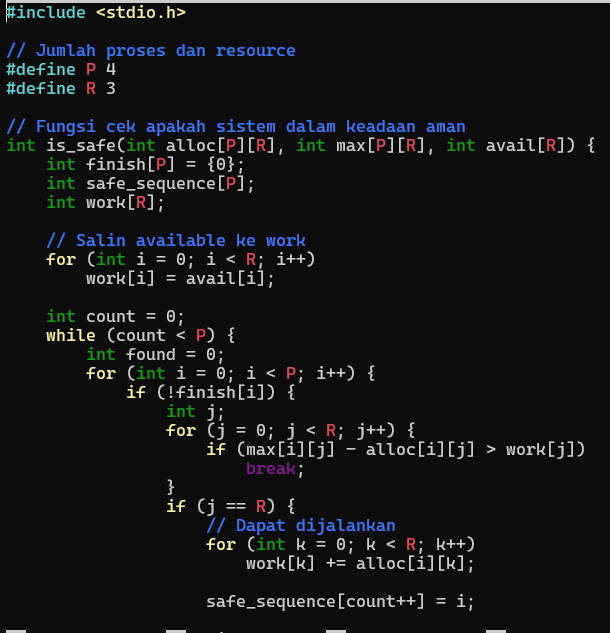 #include <stdio.h>

// Jumlah proses dan resource
#define P 4
#define R 3

// Fungsi cek apakah sistem dalam keadaan aman
int is_safe(int alloc[P][R], int max[P][R], int avail[R]) {
    int finish[P] = {0};
    int safe_sequence[P];
    int work[R];

    // Salin available ke work
    for (int i = 0; i < R; i++)
        work[i] = avail[i];

    int count = 0;
    while (count < P) {
        int found = 0;
        for (int i = 0; i < P; i++) {
            if (!finish[i]) {
                int j;
                for (j = 0; j < R; j++) {
                    if (max[i][j] - alloc[i][j] > work[j])
                        break;
                }
                if (j == R) {
                    // Dapat dijalankan
                    for (int k = 0; k < R; k++)
                        work[k] += alloc[i][k];

                    safe_sequence[count++] = i;